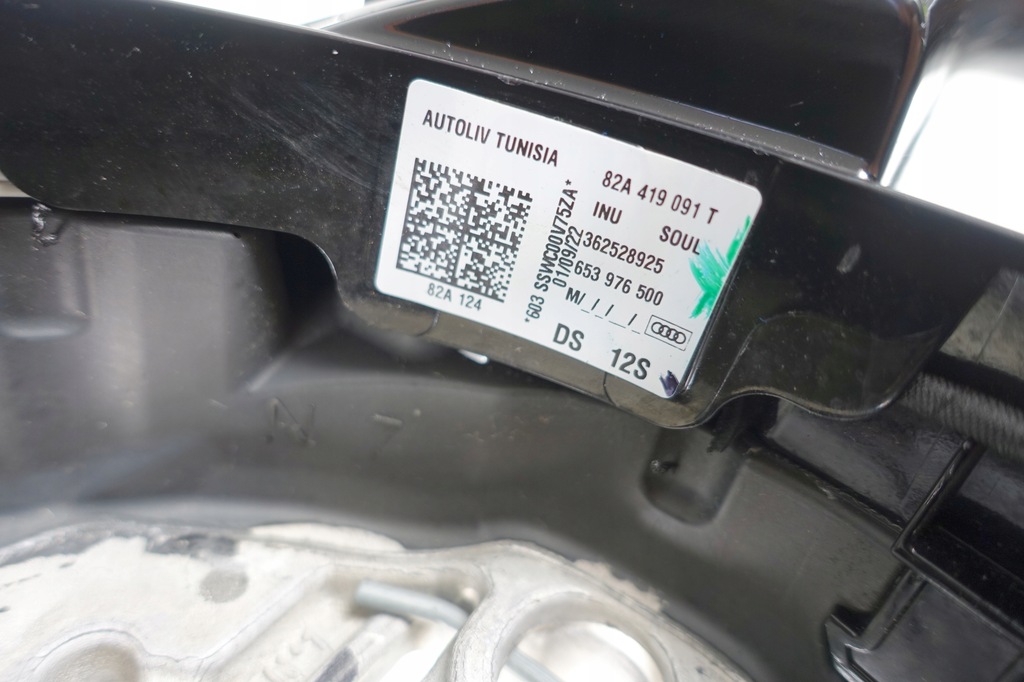 AUTOLIV TUNISIA
82A 419 091 T
INU SOUL
362528925
653 976 500
M/_/_/_/
82A 124
*603 SSWC00V75ZA*
01/09/22
DS 12S